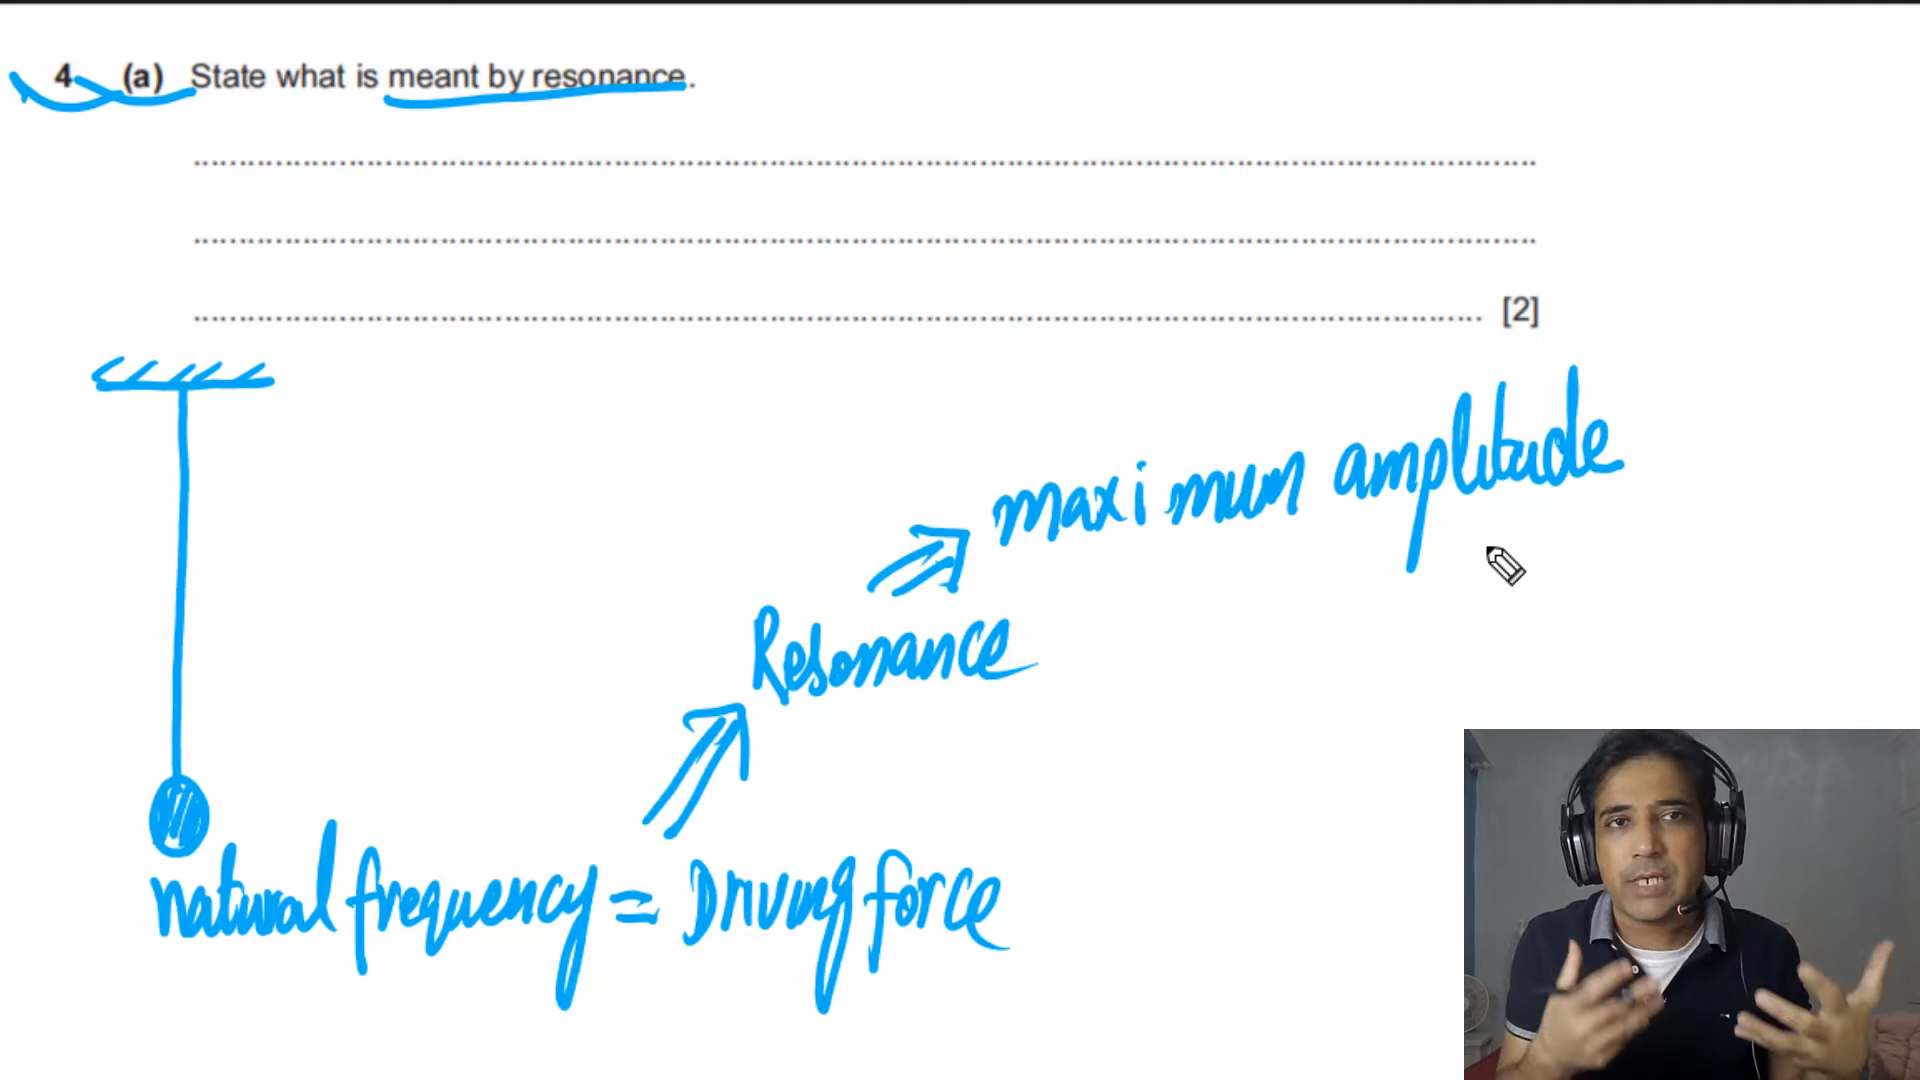 4 (a) State what is meant by resonance.
[2]
maximum amplitude
Resonance
natural frequency = Driving force